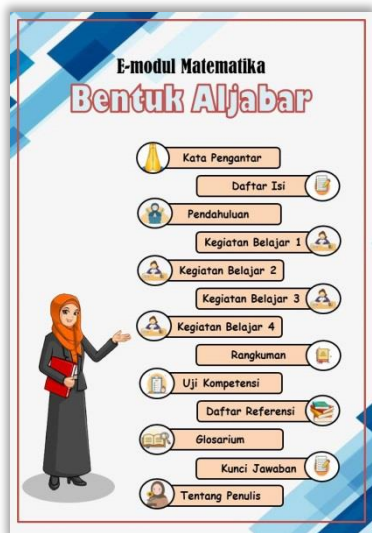 E-modul Matematika
Bentuk Aljabar
Kata Pengantar
Daftar Isi
Pendahuluan
Kegiatan Belajar 1
Kegiatan Belajar 2
Kegiatan Belajar 3
Kegiatan Belajar 4
Rangkuman
Uji Kompetensi
Daftar Referensi
Glosarium
Kunci Jawaban
Tentang Penulis